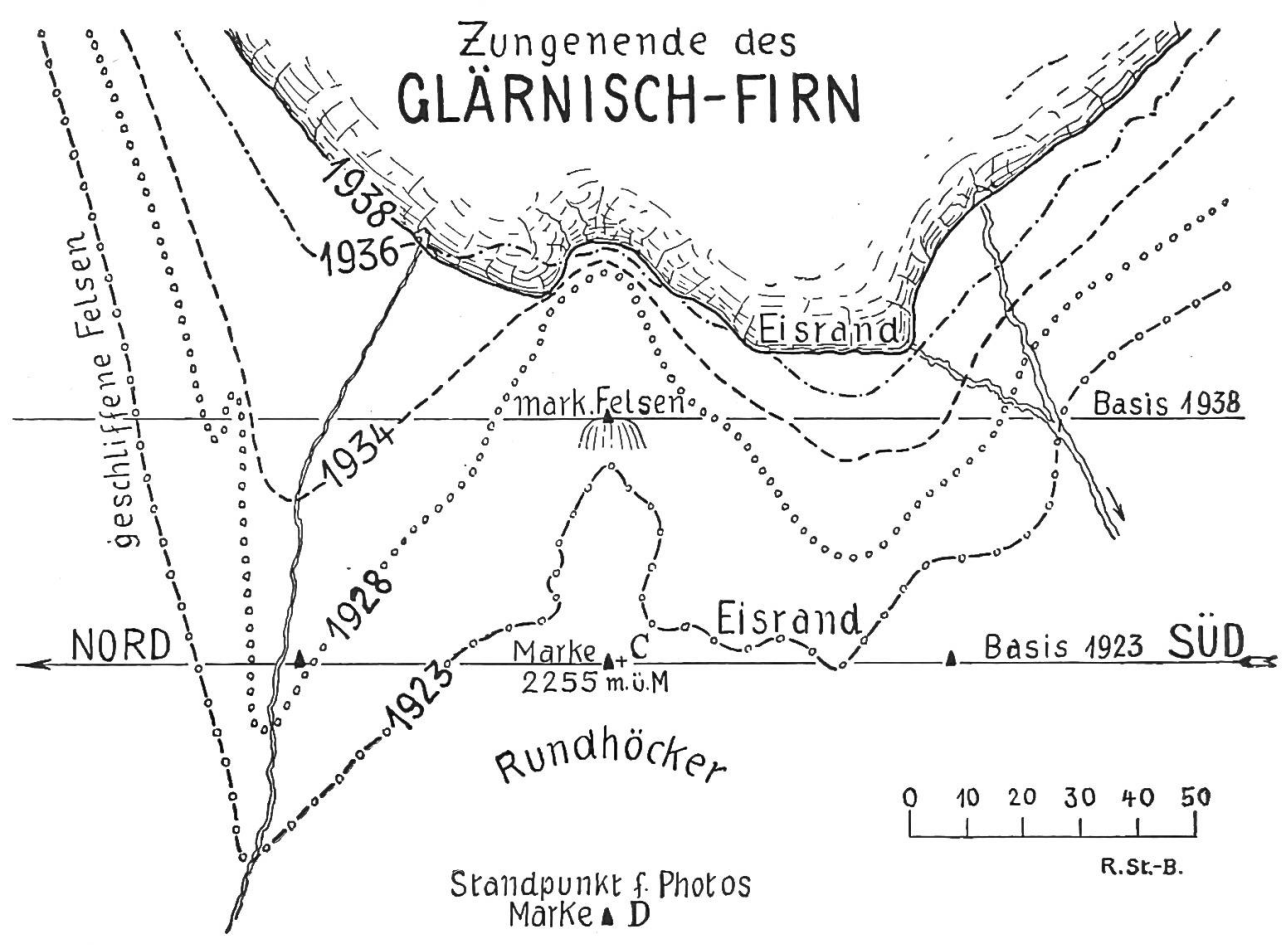 Zungenende des
GLÄRNISCH-FIRN
1938
1936
geschliffene Felsen
Eisrand
mark. Felsen
Basis 1938
1934
1928
Eisrand
NORD
Marke + C
2255 m.ü.M
Basis 1923
SÜD
1923
Rundhöcker
0 10 20 30 40 50
R.St.-B.
Standpunkt f. Photos
Marke D